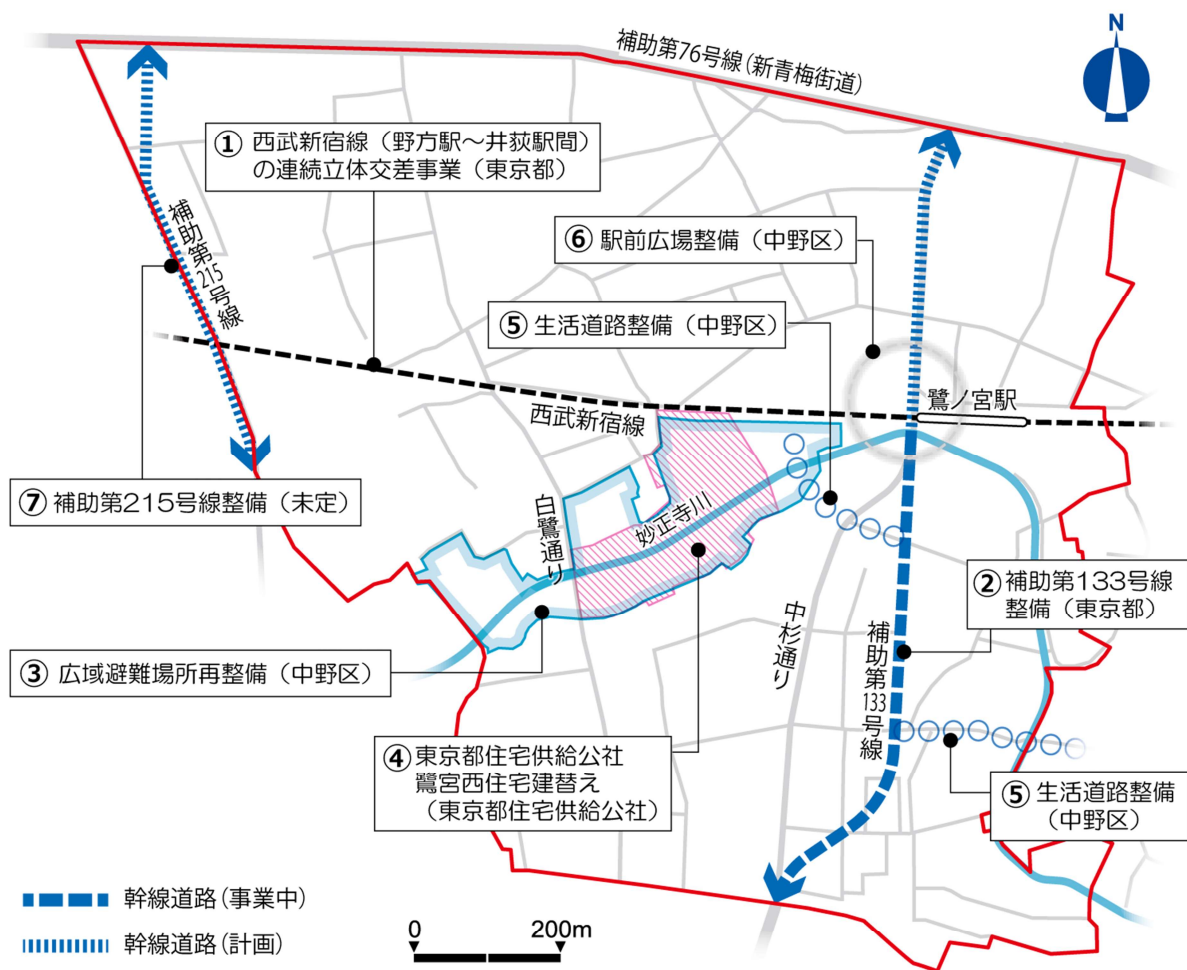 N
補助第76号線(新青梅街道)
① 西武新宿線（野方駅～井荻駅間）
の連続立体交差事業（東京都）
補助第215号線
⑥ 駅前広場整備（中野区）
⑤ 生活道路整備（中野区）
鷺ノ宮駅
西武新宿線
⑦ 補助第215号線整備（未定）
白鷺通り
妙正寺川
② 補助第133号線
整備（東京都）
中杉通り
補助第133号線
③ 広域避難場所再整備（中野区）
④ 東京都住宅供給公社
鷺宮西住宅建替え
（東京都住宅供給公社）
⑤ 生活道路整備
（中野区）
幹線道路(事業中)
幹線道路(計画)
0 200m